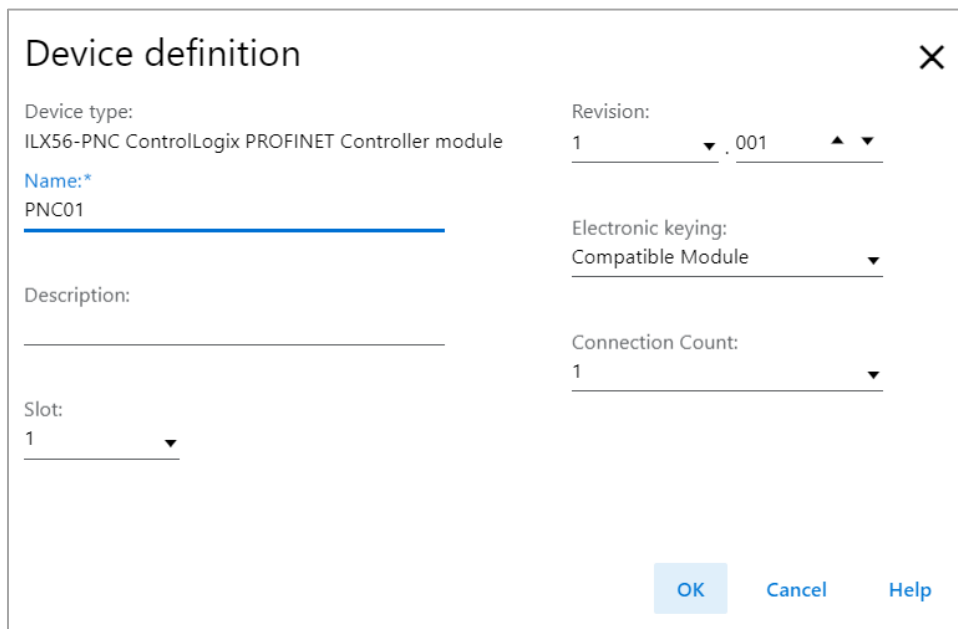 Device definition
Device type:
ILX56-PNC ControlLogix PROFINET Controller module
Name:*
PNC01
Description:
Slot:
1
Revision:
1 . 001
Electronic keying:
Compatible Module
Connection Count:
1
OK Cancel Help